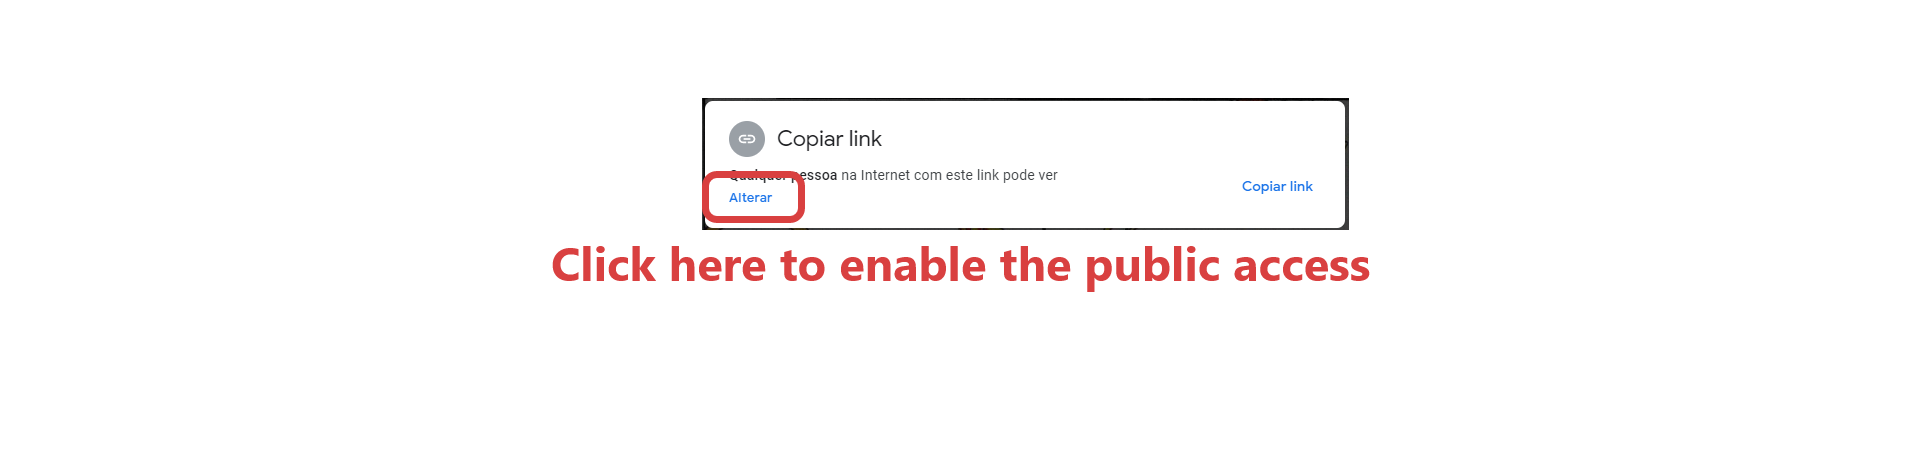 Copiar link
Qualquer pessoa na Internet com este link pode ver
Alterar
Copiar link
Click here to enable the public access